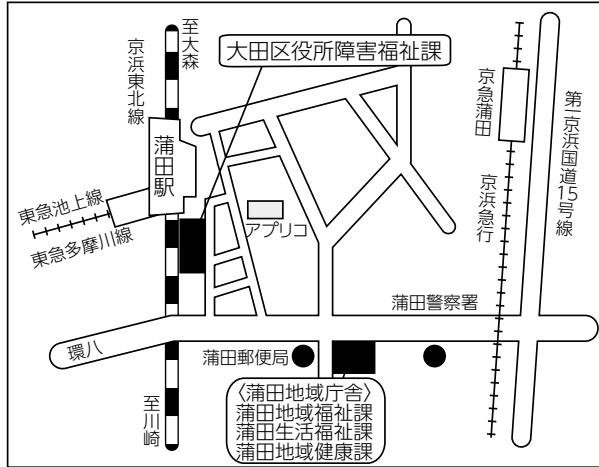 至大森
京浜東北線
大田区役所障害福祉課
蒲田駅
京急蒲田
第一京浜国道15号線
東急池上線
東急多摩川線
アプリコ
京浜急行
蒲田警察署
環八
蒲田郵便局
至川崎
〈蒲田地域庁舎〉
蒲田地域福祉課
蒲田生活福祉課
蒲田地域健康課